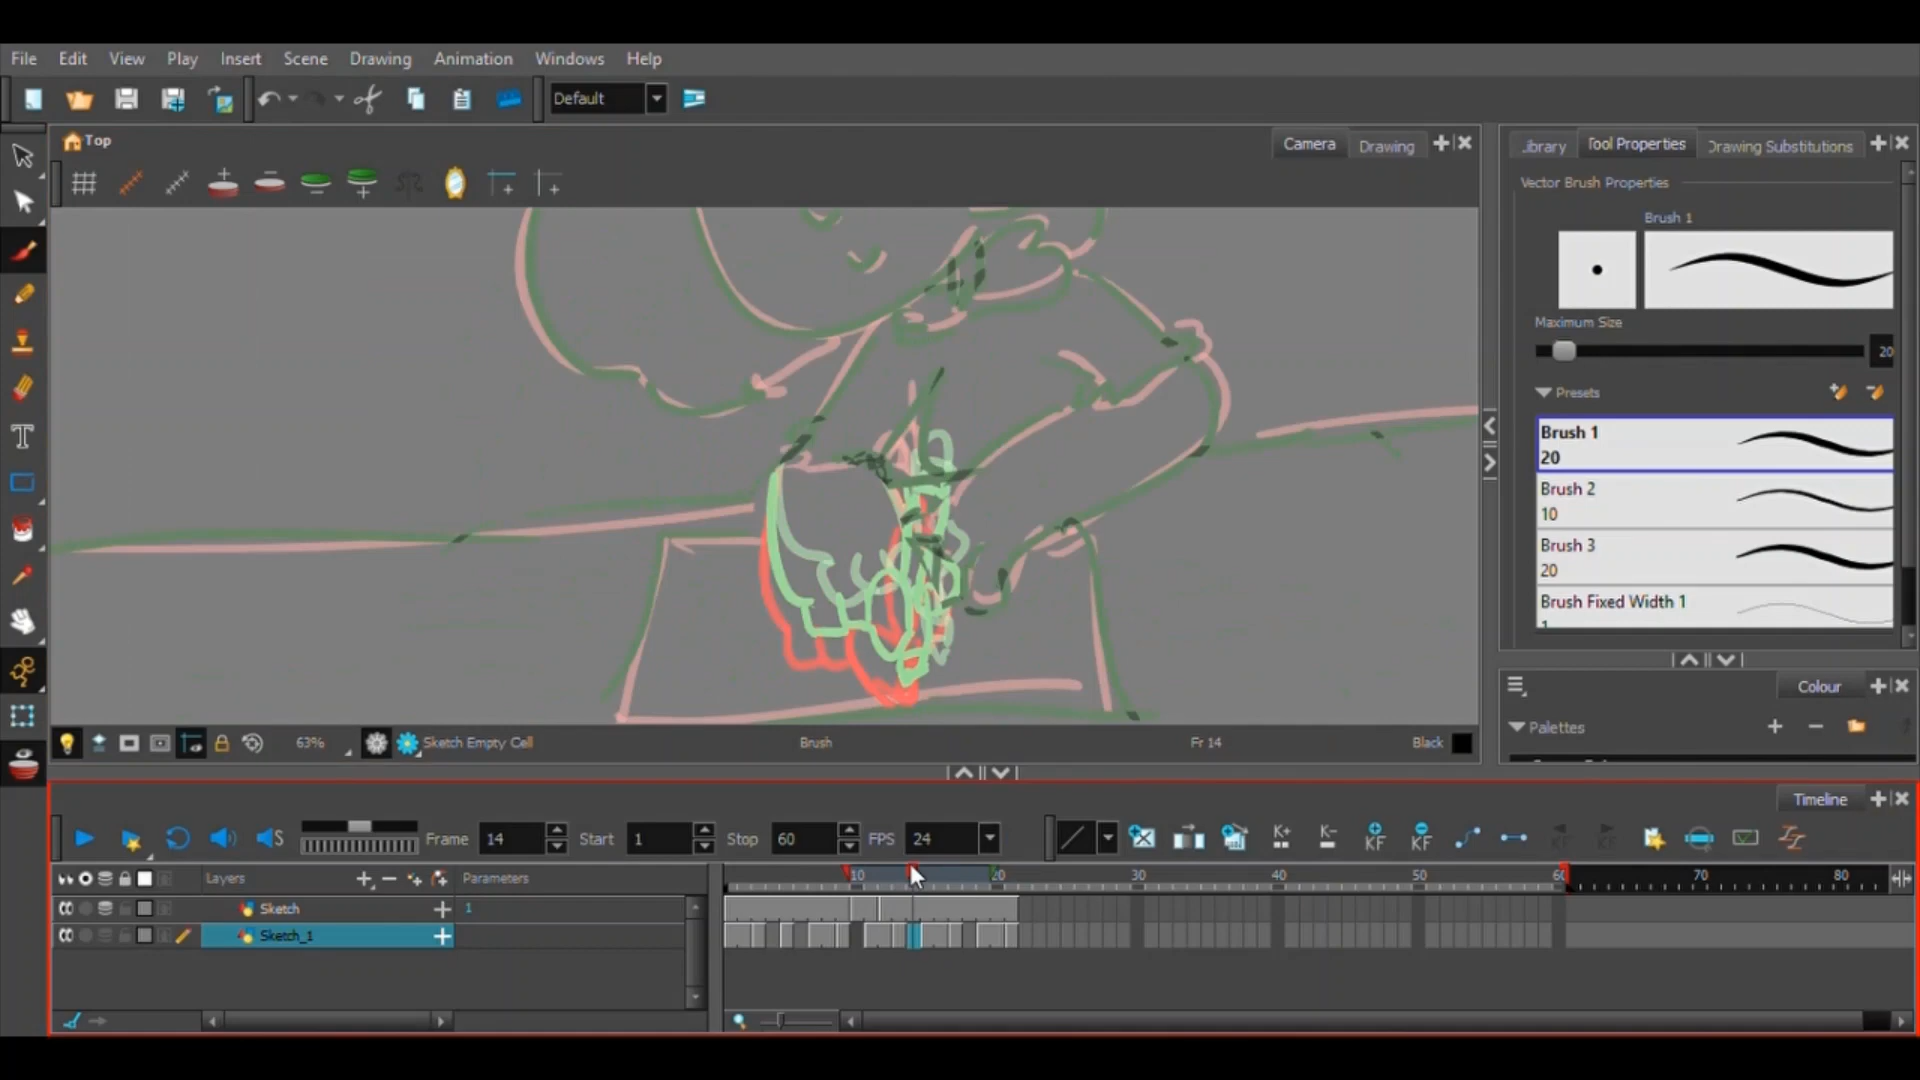 File Edit View Play Insert Scene Drawing Animation Windows Help
Default
Top
Camera Drawing
Library Tool Properties Drawing Substitutions
Vector Brush Properties
Brush 1
Maximum Size
20
Presets
Brush 1
20
Brush 2
10
Brush 3
20
Brush Fixed Width 1
1
Colour
Palettes
63% Sketch Empty Cell Brush Fr 14 Black
Timeline
Frame 14 Start 1 Stop 60 FPS 24
Layers Parameters
10 20 30 40 50 60 70 80
Sketch 1
Sketch_1